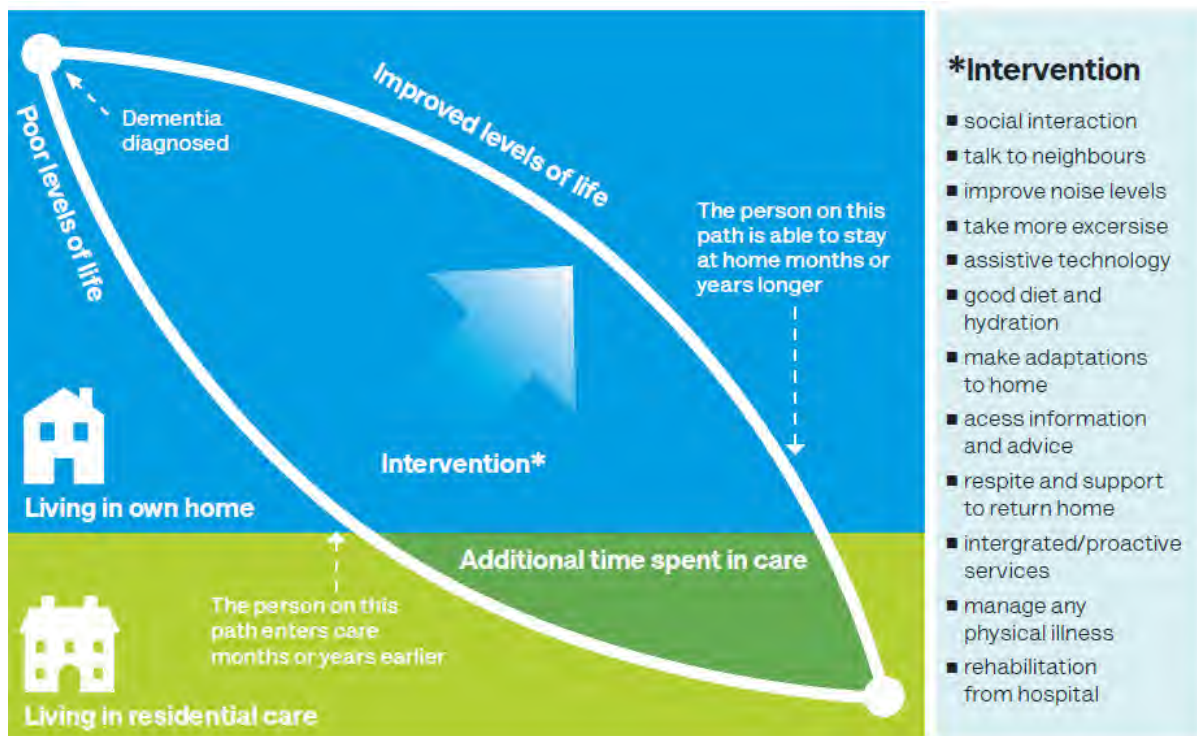 Dementia
diagnosed
Poor levels of life
Improved levels of life
The person on this
path is able to stay
at home months or
years longer
Intervention*
Living in own home
Additional time spent in care
The person on this
path enters care
months or years earlier
Living in residential care
*Intervention
■ social interaction
■ talk to neighbours
■ improve noise levels
■ take more excersise
■ assistive technology
■ good diet and
hydration
■ make adaptations
to home
■ acess information
and advice
■ respite and support
to return home
■ intergrated/proactive
services
■ manage any
physical illness
■ rehabilitation
from hospital